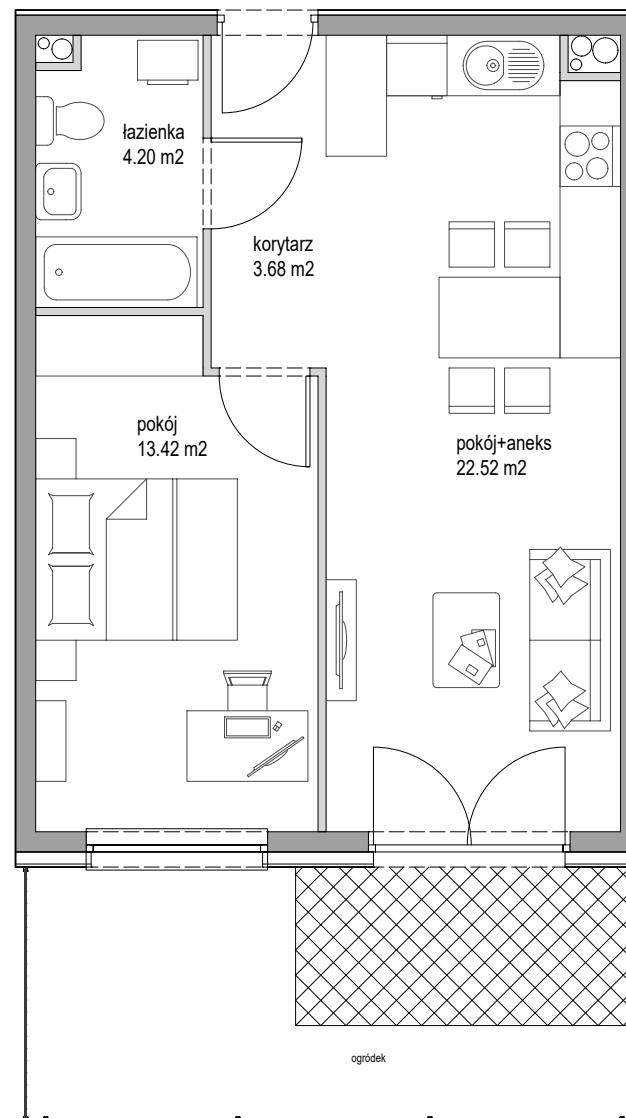 łazienka
4.20 m2
korytarz
3.68 m2
pokój
13.42 m2
pokój+aneks
22.52 m2
ogródek